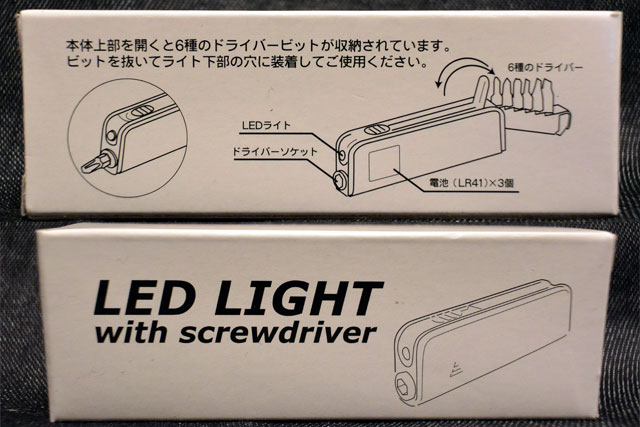 本体上部を開くと6種のドライバービットが収納されています。
ビットを抜いてライト下部の穴に装着してご使用ください。
6種のドライバー
LEDライト
ドライバーソケット
電池（LR41）×3個
LED LIGHT
with screwdriver